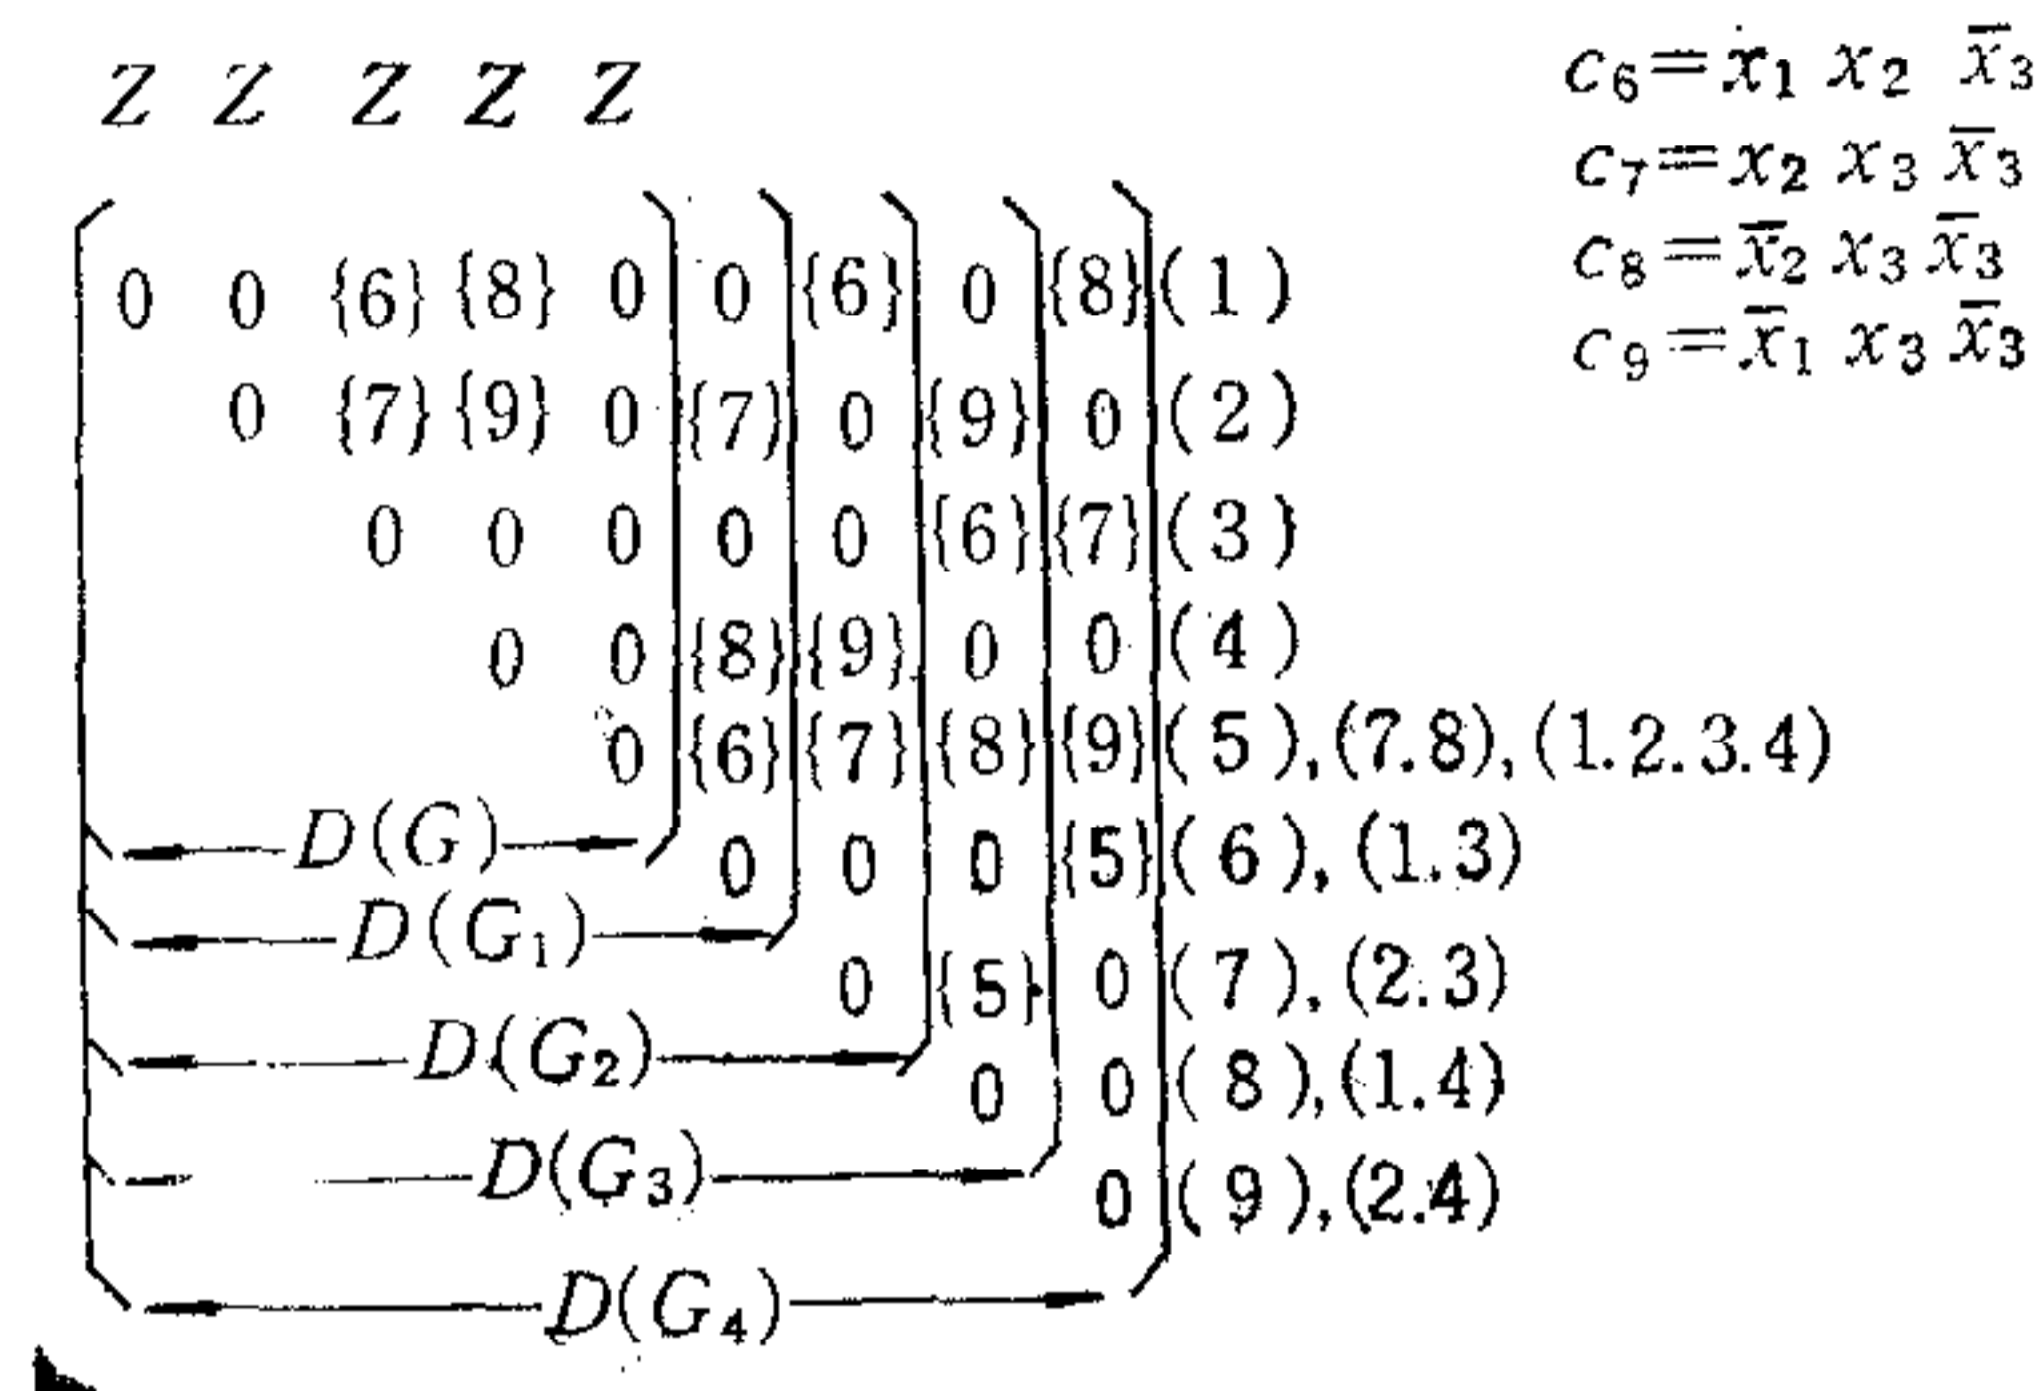 Z Z Z Z Z
c₆=x₁ x₂ x̄₃
c₇=x₂ x₃ x̄₃
c₈=x̄₂ x₃ x̄₃
c₉=x̄₁ x₃ x̄₃
0 0 {6} {8} 0 0 {6} 0 {8} (1)
0 {7} {9} 0 {7} 0 {9} 0 (2)
0 0 0 0 0 {6} {7} (3)
0 0 {8} {9} 0 0 (4)
0 {6} {7} {8} {9} (5),(7.8),(1.2.3.4)
D(G) 0 0 0 {5} (6),(1.3)
D(G₁)
0 {5} 0 (7),(2.3)
D(G₂)
0 0 (8),(1.4)
D(G₃)
0 (9),(2.4)
D(G₄)